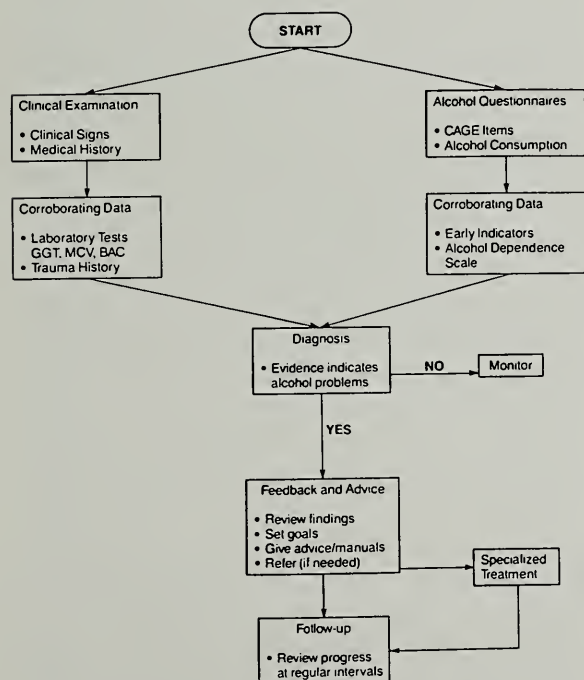 START
Clinical Examination
• Clinical Signs
• Medical History
Alcohol Questionnaires
• CAGE Items
• Alcohol Consumption
Corroborating Data
• Laboratory Tests
GGT, MCV, BAC
• Trauma History
Corroborating Data
• Early Indicators
• Alcohol Dependence
Scale
Diagnosis
• Evidence indicates
alcohol problems
NO
Monitor
YES
Feedback and Advice
• Review findings
• Set goals
• Give advice/manuals
• Refer (if needed)
Specialized
Treatment
Follow-up
• Review progress
at regular intervals